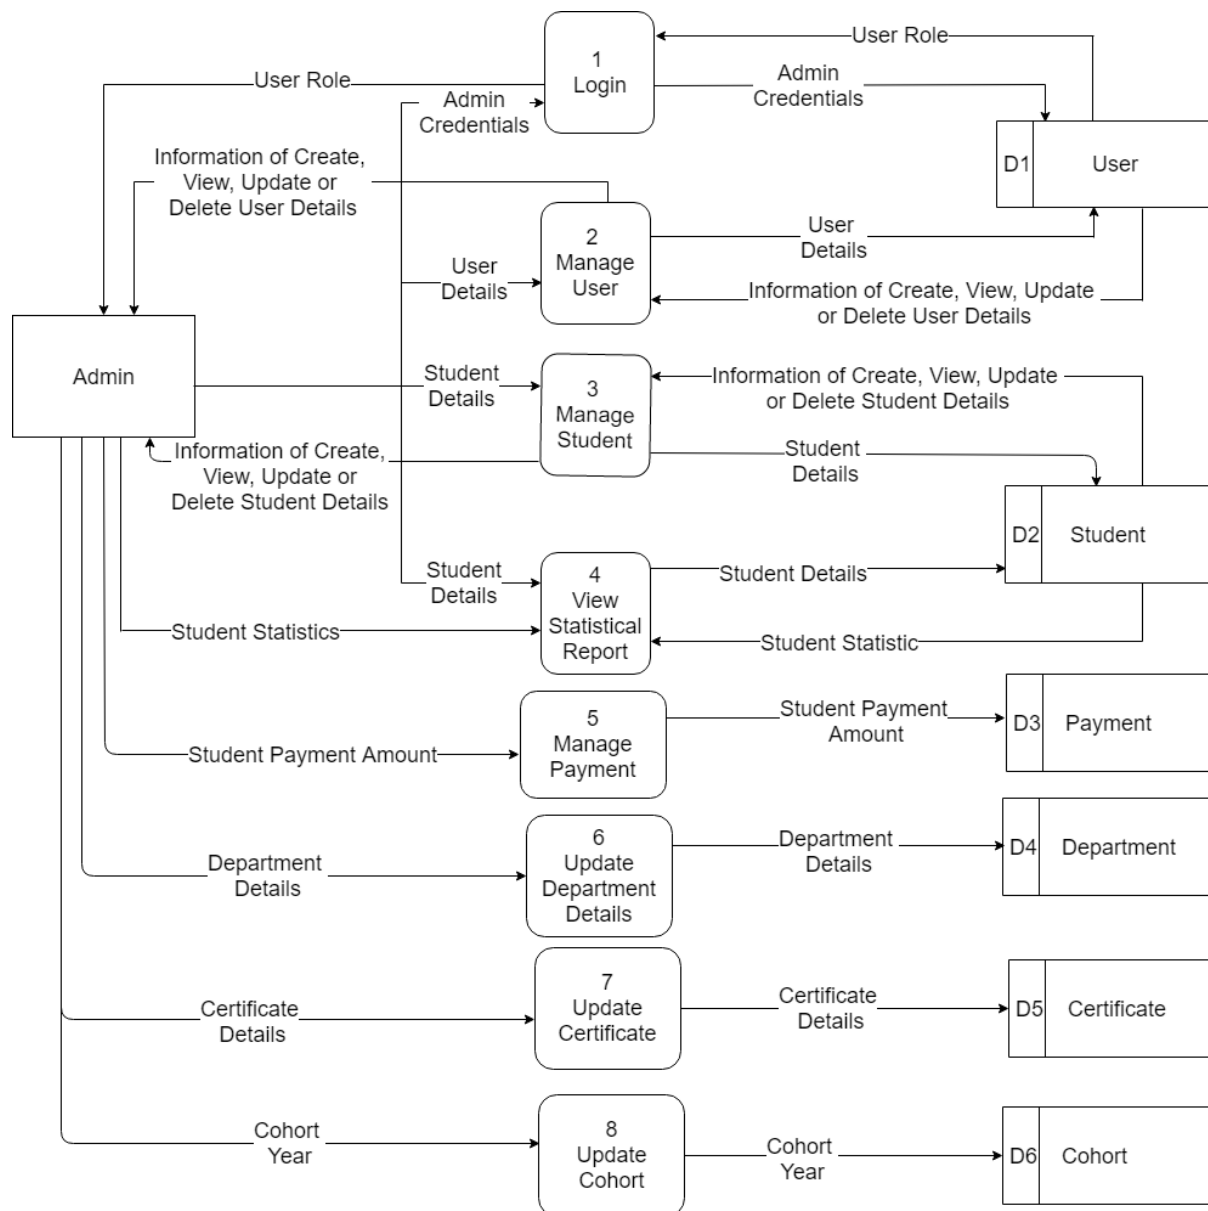 1
Login
User Role
User Role
Admin
Credentials
Admin
Credentials
D1
User
Information of Create,
View, Update or
Delete User Details
2
Manage
User
User
Details
User
Details
Information of Create, View, Update
or Delete User Details
Admin
Student
Details
3
Manage
Student
Information of Create, View, Update
or Delete Student Details
Information of Create,
View, Update or
Delete Student Details
Student
Details
D2
Student
Student
Details
4
View
Statistical
Report
Student Details
Student Statistics
Student Statistic
5
Manage
Payment
Student Payment Amount
Student Payment
Amount
D3
Payment
6
Update
Department
Details
Department
Details
Department
Details
D4
Department
7
Update
Certificate
Certificate
Details
Certificate
Details
D5
Certificate
8
Update
Cohort
Cohort
Year
Cohort
Year
D6
Cohort